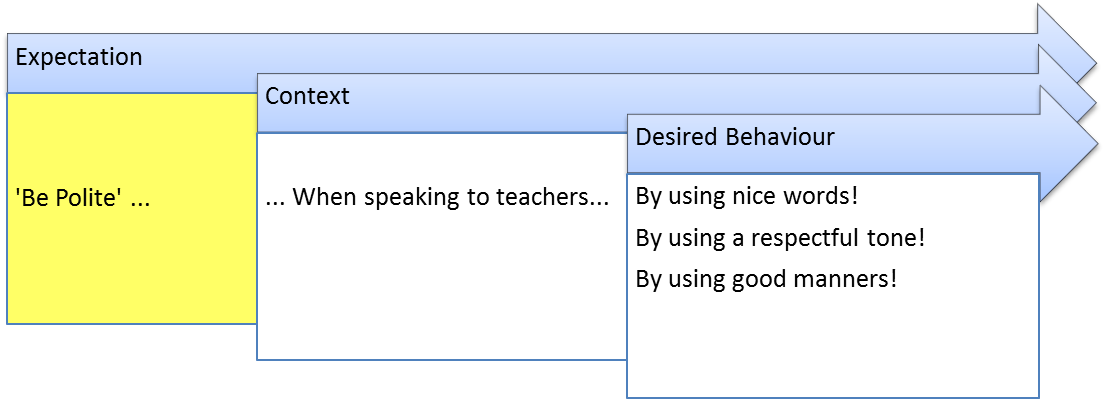 Expectation
'Be Polite' ...
Context
... When speaking to teachers...
Desired Behaviour
By using nice words!
By using a respectful tone!
By using good manners!